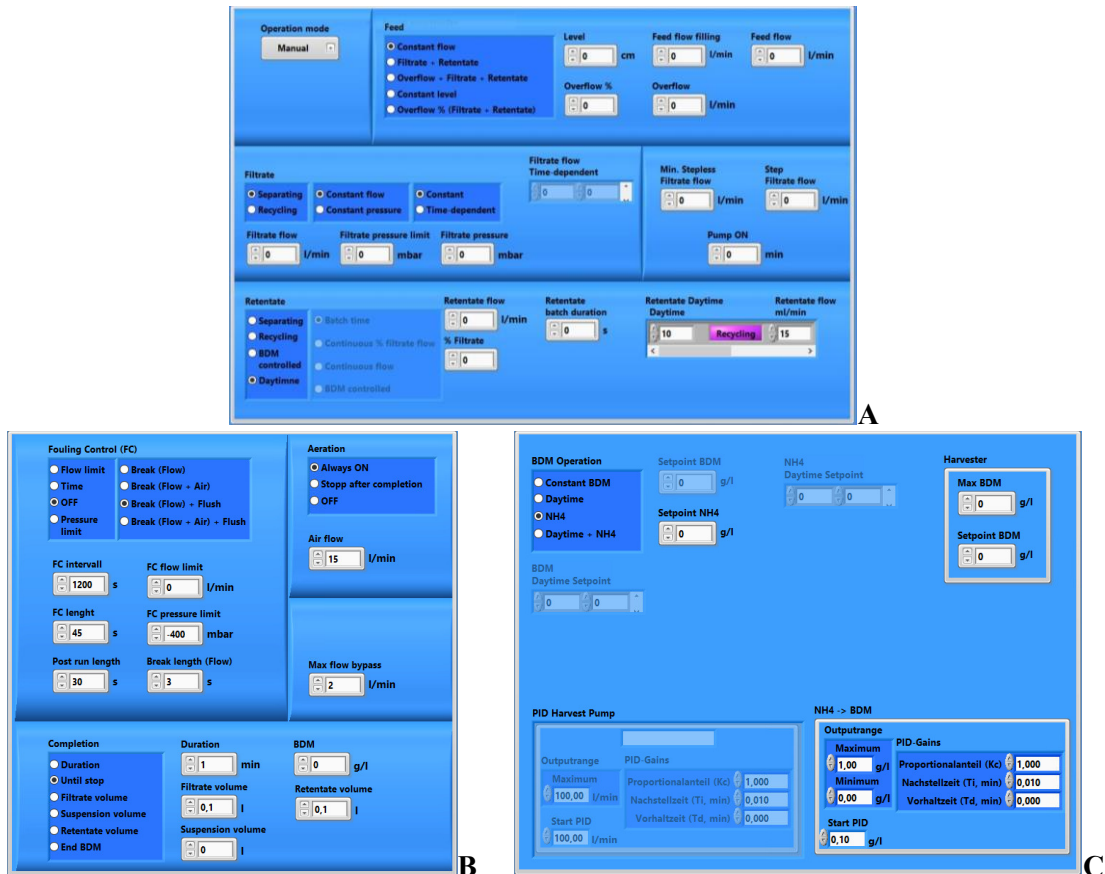 Operation mode
Manual
Feed
Constant flow
Filtrate + Retentate
Overflow + Filtrate + Retentate
Constant level
Overflow % (Filtrate + Retentate)
Level Feed flow filling Feed flow
0 cm 0 l/min 0 l/min
Overflow % Overflow
0 0 l/min
Filtrate
Separating Constant flow Constant
Recycling Constant pressure Time-dependent
Filtrate flow
Time-dependent
0 0
Filtrate flow Filtrate pressure limit Filtrate pressure
0 l/min 0 mbar 0 mbar
Min. Stepless Step
Filtrate flow Filtrate flow
0 l/min 0 l/min
Pump ON
0 min
Retentate
Separating
Recycling
BDM
controlled
Daytimne
Batch time
Continuous % filtrate flow
Continuous flow
BDM controlled
Retentate flow
0 l/min
% Filtrate
0
Retentate
batch duration
0 s
Retentate Daytime Retentate flow
Daytime ml/min
10 Recycling 15
A
Fouling Control (FC)
Flow limit Break (Flow)
Time Break (Flow + Air)
OFF Break (Flow) + Flush
Pressure Break (Flow + Air) + Flush
limit
FC intervall FC flow limit
1200 s 0 l/min
FC lenght FC pressure limit
45 s -400 mbar
Post run length Break length (Flow)
30 s 3 s
Aeration
Always ON
Stopp after completion
OFF
Air flow
15 l/min
Max flow bypass
2 l/min
Completion
Duration
Until stop
Filtrate volume
Suspension volume
Retentate volume
End BDM
Duration BDM
1 min 0 g/l
Filtrate volume Retentate volume
0,1 l 0,1 l
Suspension volume
0 l
B
BDM Operation
Constant BDM
Daytime
NH4
Daytime + NH4
Setpoint BDM
0 g/l
Setpoint NH4
0 g/l
NH4
Daytime Setpoint
0 0
Harvester
Max BDM
0 g/l
Setpoint BDM
0 g/l
BDM
Daytime Setpoint
0 0
PID Harvest Pump
Outputrange PID-Gains
Maximum
100,00 l/min
Start PID
100,00 l/min
Proportionalanteil (Kc) 1,000
Nachstellzeit (Ti, min) 0,010
Vorhaltzeit (Td, min) 0,000
NH4 -> BDM
Outputrange
Maximum
1,00 g/l
Minimum
0,00 g/l
Start PID
0,10 g/l
PID-Gains
Proportionalanteil (Kc) 1,000
Nachstellzeit (Ti, min) 0,010
Vorhaltzeit (Td, min) 0,000
C